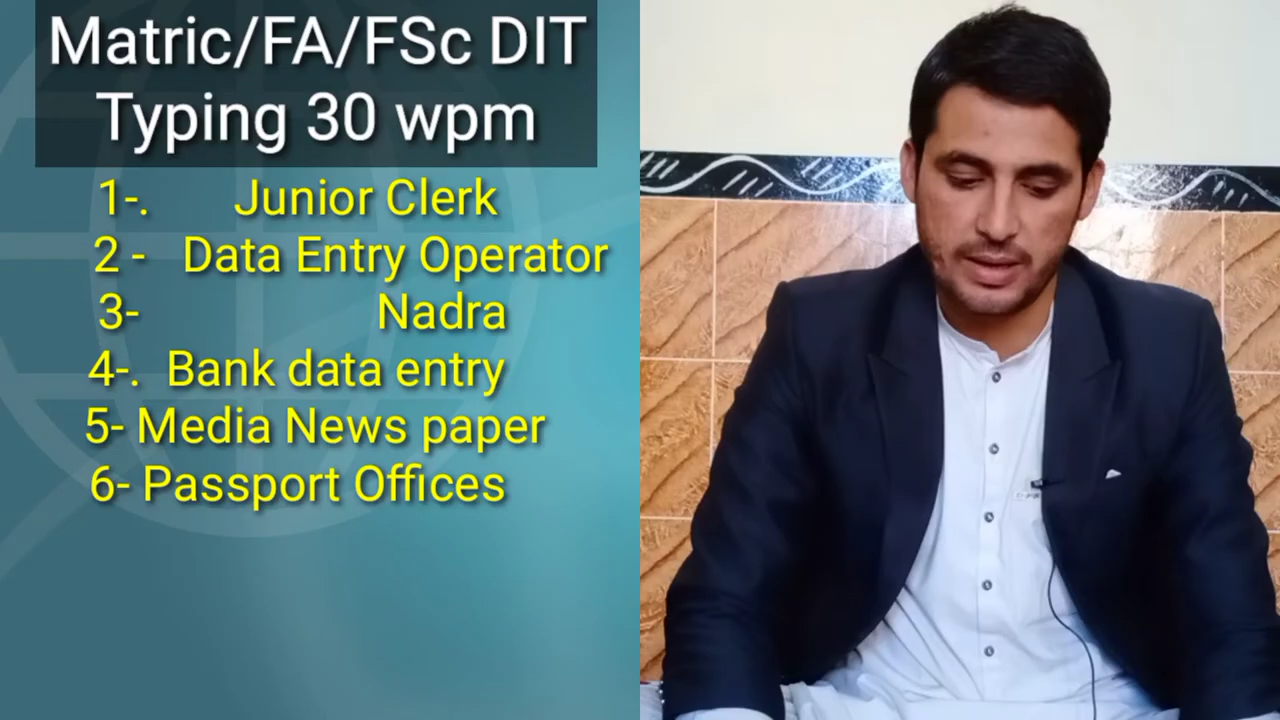 Matric/FA/FSc DIT
Typing 30 wpm
1-. Junior Clerk
2 - Data Entry Operator
3- Nadra
4-. Bank data entry
5- Media News paper
6- Passport Offices